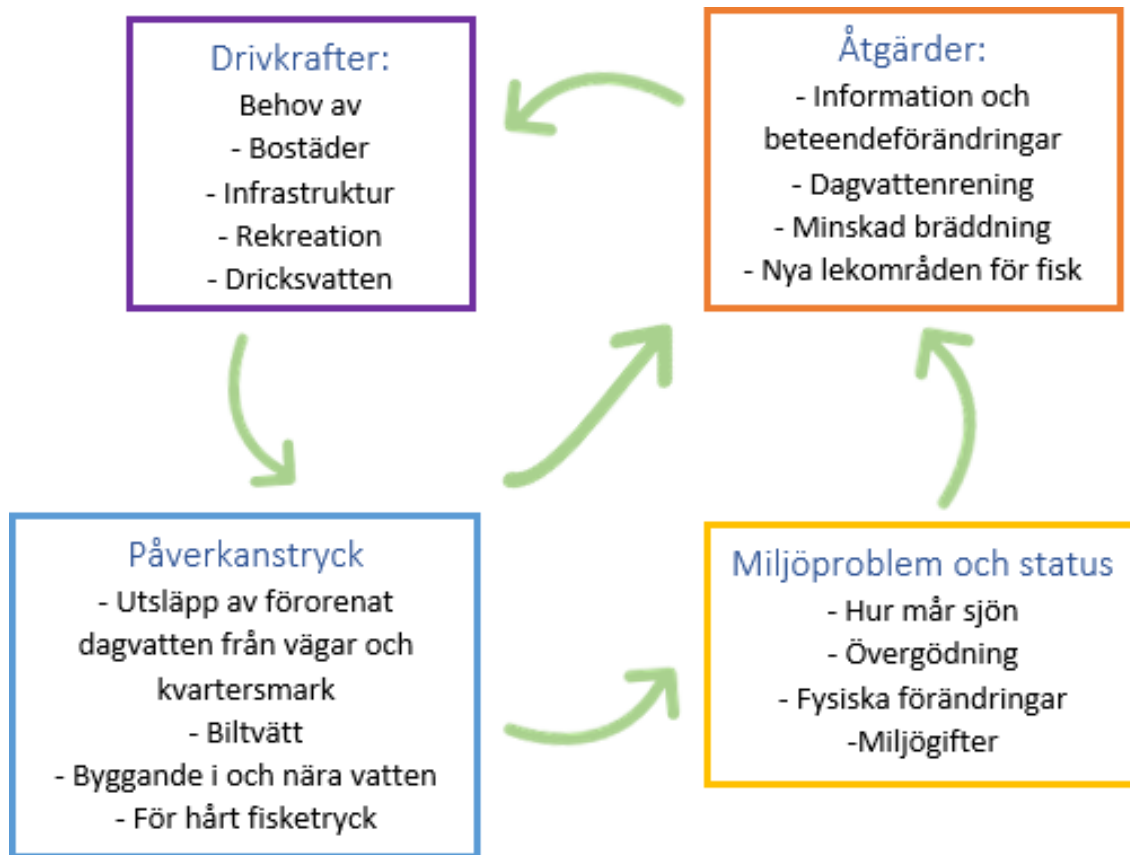 Drivkrafter:
Behov av
- Bostäder
- Infrastruktur
- Rekreation
- Dricksvatten
Åtgärder:
- Information och
beteendeförändringar
- Dagvattenrening
- Minskad bräddning
- Nya lekområden för fisk
Påverkanstryck
- Utsläpp av förorenat
dagvatten från vägar och
kvartersmark
- Biltvätt
- Byggande i och nära vatten
- För hårt fisketryck
Miljöproblem och status
- Hur mår sjön
- Övergödning
- Fysiska förändringar
-Miljögifter